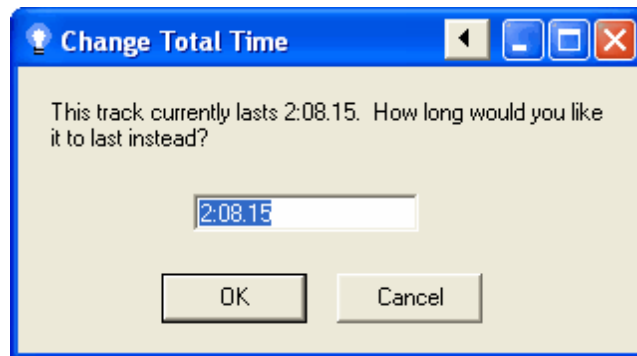 Change Total Time
This track currently lasts 2:08.15.  How long would you like
it to last instead?
2:08.15
OK
Cancel